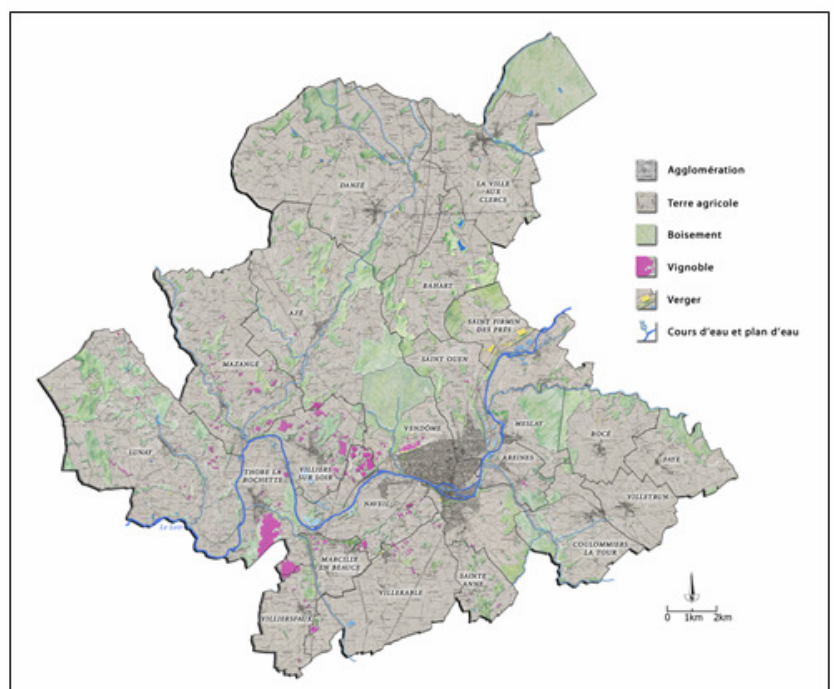 DANZÉ
LA VILLE
AUX
CLERCS
RAHART
AZÉ
SAINT FIRMIN
DES PRÉS
MAZANGÉ
SAINT OUEN
LUNAY
VENDÔME
MESLAY
ROCÉ
FAYE
AREINES
THORÉ LA
ROCHETTE
VILLIERS
SUR LOIR
NAVEIL
VILLETRUN
Le Loir
COULOMMIERS
LA TOUR
MARCILLY
EN BEAUCE
SAINTE
ANNE
VILLERABLE
VILLIERSFAUX
Agglomération
Terre agricole
Boisement
Vignoble
Verger
Cours d'eau et plan d'eau
0 1km 2km